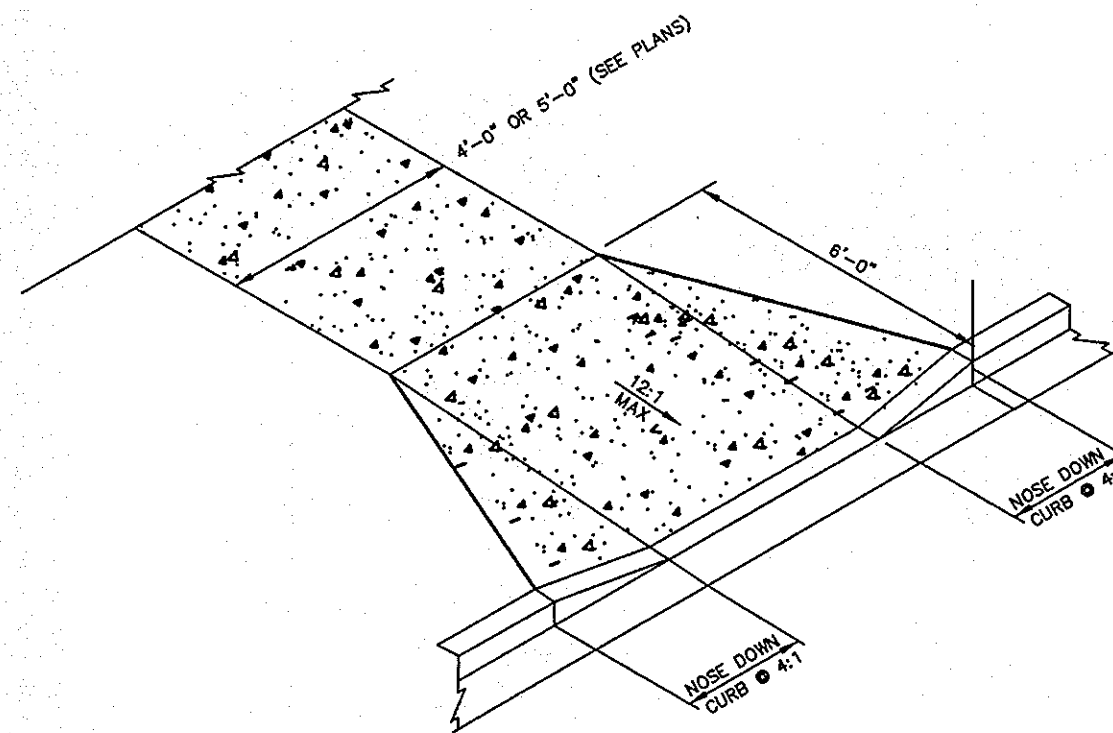 4'-0" OR 5'-0" (SEE PLANS)
6'-0"
12:1
MAX
NOSE DOWN
CURB @ 4:
NOSE DOWN
CURB @ 4:1